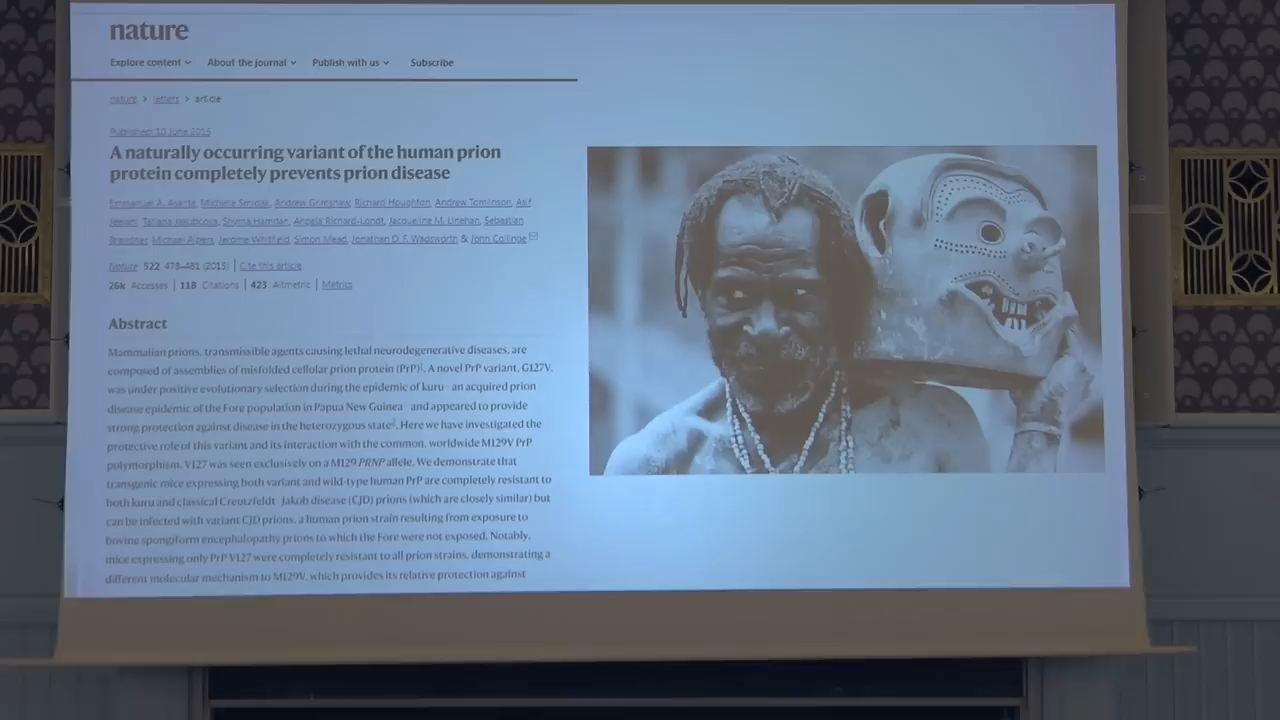 nature
Explore content About the journal Publish with us Subscribe
nature > letters > article
Published: 10 June 2015
A naturally occurring variant of the human prion
protein completely prevents prion disease
Emmanuel A. Asante, Michelle Smidak, Andrew Grimshaw, Richard Houghton, Andrew Tomlinson, Asif
Jeelani, Tatiana Jakubcova, Shyma Hamdan, Angela Richard-Londt, Jacqueline M. Linehan, Sebastian
Brandner, Michael Alpers, Jerome Whitfield, Simon Mead, Jonathan D. F. Wadsworth & John Collinge
Nature 522, 478–481 (2015) | Cite this article
26k Accesses | 118 Citations | 423 Altmetric | Metrics
Abstract
Mammalian prions, transmissible agents causing lethal neurodegenerative diseases, are
composed of assemblies of misfolded cellular prion protein (PrP)1. A novel PrP variant, G127V,
was under positive evolutionary selection during the epidemic of kuru—an acquired prion
disease epidemic of the Fore population in Papua New Guinea—and appeared to provide
strong protection against disease in the heterozygous state2. Here we have investigated the
protective role of this variant and its interaction with the common, worldwide M129V PrP
polymorphism. V127 was seen exclusively on a M129 PRNP allele. We demonstrate that
transgenic mice expressing both variant and wild-type human PrP are completely resistant to
both kuru and classical Creutzfeldt–Jakob disease (CJD) prions (which are closely similar) but
can be infected with variant CJD prions, a human prion strain resulting from exposure to
bovine spongiform encephalopathy prions to which the Fore were not exposed. Notably,
mice expressing only PrP V127 were completely resistant to all prion strains, demonstrating a
different molecular mechanism to M129V, which provides its relative protection against